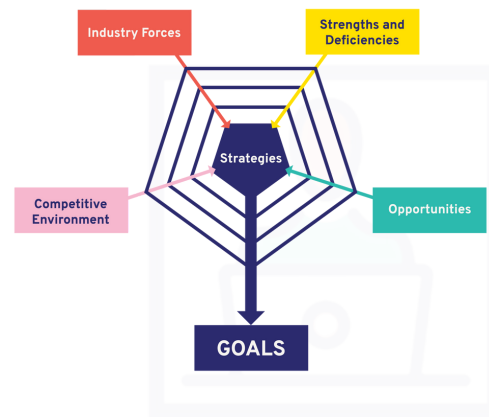 Industry Forces
Strengths and
Deficiencies
Strategies
Competitive
Environment
Opportunities
GOALS